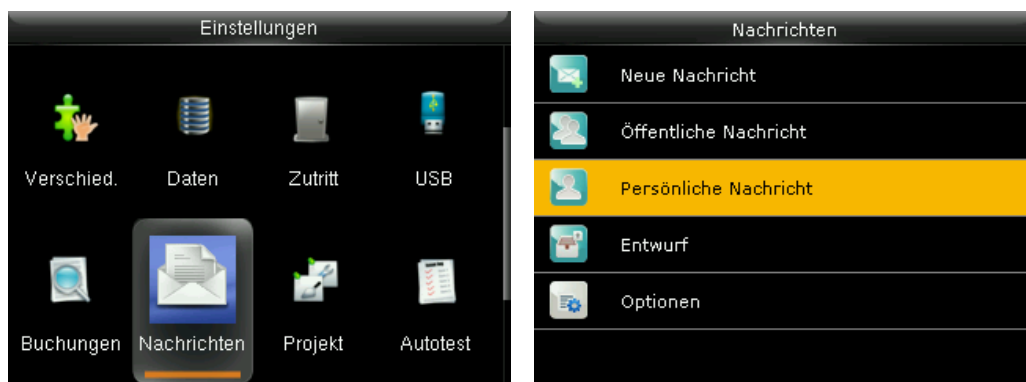 Einstellungen
Verschied. Daten Zutritt USB
Buchungen Nachrichten Projekt Autotest
Nachrichten
Neue Nachricht
Öffentliche Nachricht
Persönliche Nachricht
Entwurf
Optionen